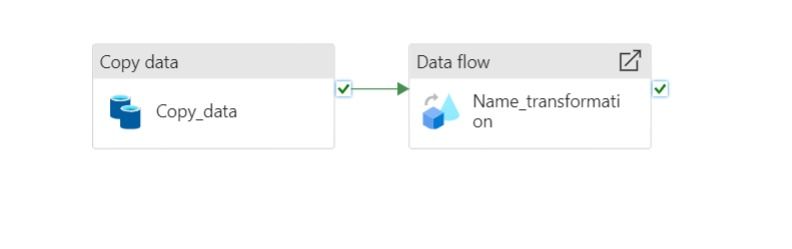 Copy data
Copy_data
Data flow
Name_transformati
on